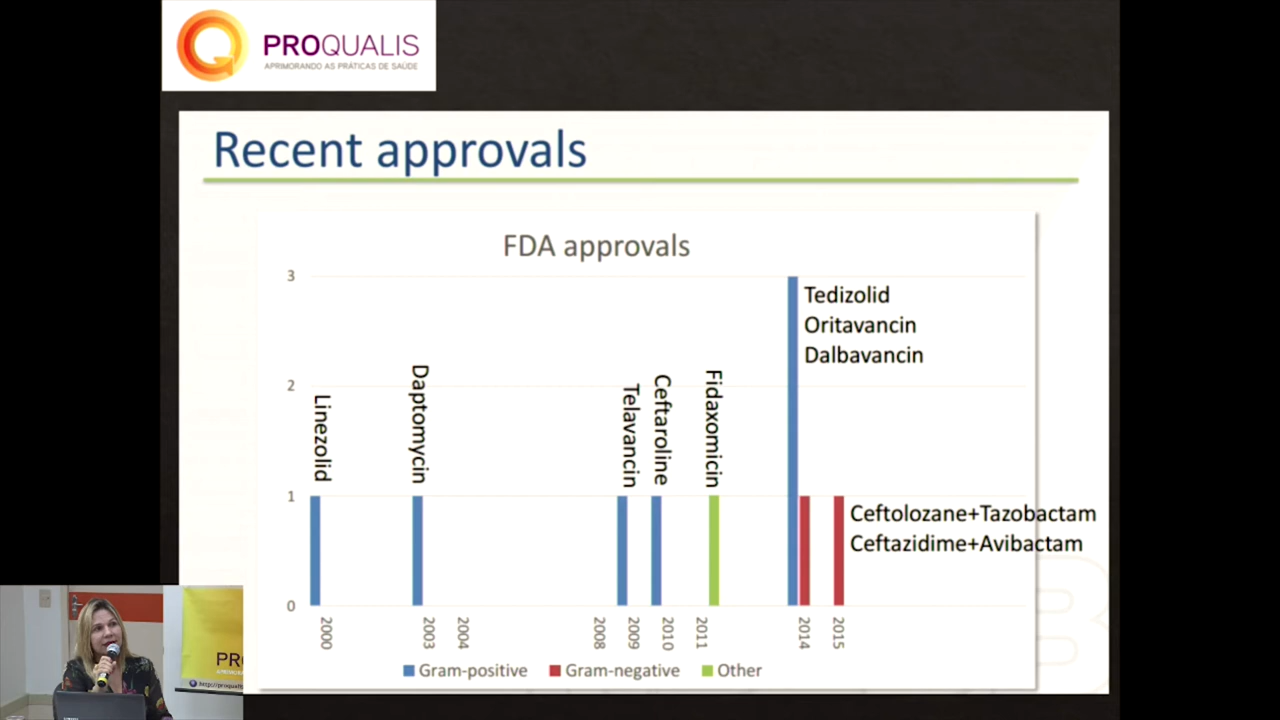 PROQUALIS
APRIMORANDO AS PRÁTICAS DE SAÚDE
Recent approvals
FDA approvals
3
2
1
0
Linezolid
Daptomycin
Telavancin
Ceftaroline
Fidaxomicin
Tedizolid
Oritavancin
Dalbavancin
Ceftolozane+Tazobactam
Ceftazidime+Avibactam
2000
2003
2004
2008
2009
2010
2011
2014
2015
Gram-positive
Gram-negative
Other
PR